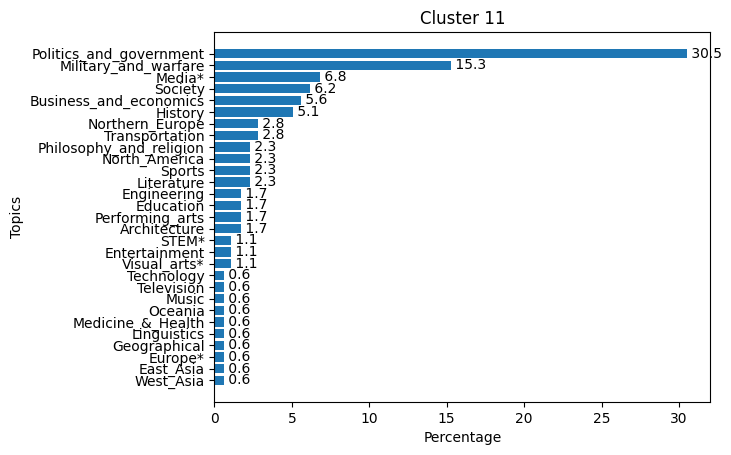 Cluster 11
Politics_and_government 30.5
Military_and_warfare 15.3
Media* 6.8
Society 6.2
Business_and_economics 5.6
History 5.1
Northern_Europe 2.8
Transportation 2.8
Philosophy_and_religion 2.3
North_America 2.3
Sports 2.3
Literature 2.3
Engineering 1.7
Education 1.7
Performing_arts 1.7
Architecture 1.7
STEM* 1.1
Entertainment 1.1
Visual_arts* 1.1
Technology 0.6
Television 0.6
Music 0.6
Oceania 0.6
Medicine_&_Health 0.6
Linguistics 0.6
Geographical 0.6
Europe* 0.6
East_Asia 0.6
West_Asia 0.6
Topics
0 5 10 15 20 25 30
Percentage